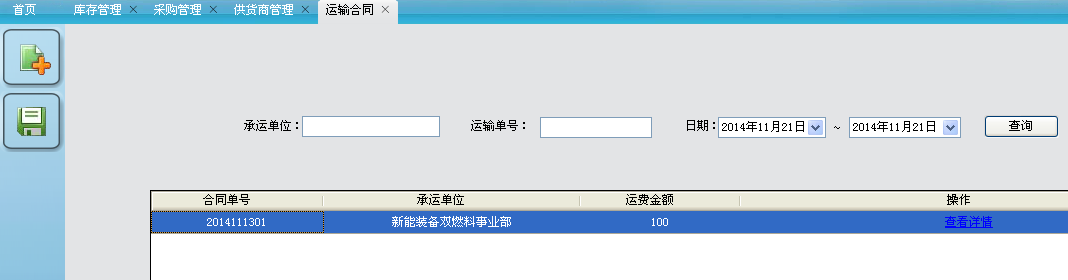 首页 库存管理 采购管理 供货商管理 运输合同
承运单位： 运输单号： 日期： 2014年11月21日 ~ 2014年11月21日 查询
合同单号 承运单位 运费金额 操作
2014111301 新能装备双燃料事业部 100 查看详情